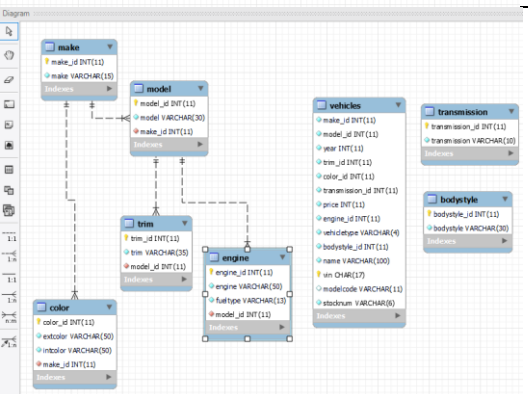 Diagram
make
make_id INT(11)
make VARCHAR(15)
Indexes
model
model_id INT(11)
model VARCHAR(30)
make_id INT(11)
Indexes
trim
trim_id INT(11)
trim VARCHAR(35)
model_id INT(11)
Indexes
engine
engine_id INT(11)
engine VARCHAR(50)
fueltype VARCHAR(13)
model_id INT(11)
Indexes
color
color_id INT(11)
extcolor VARCHAR(50)
intcolor VARCHAR(50)
make_id INT(11)
Indexes
vehicles
make_id INT(11)
model_id INT(11)
year INT(11)
trim_id INT(11)
color_id INT(11)
transmission_id INT(11)
price INT(11)
engine_id INT(11)
vehicletype VARCHAR(4)
bodystyle_id INT(11)
name VARCHAR(100)
vin CHAR(17)
modelcode VARCHAR(11)
stocknum VARCHAR(6)
Indexes
transmission
transmission_id INT(11)
transmission VARCHAR(10)
Indexes
bodystyle
bodystyle_id INT(11)
bodystyle VARCHAR(30)
Indexes
1:1
1:n
1:1
1:n
n:m
1:n